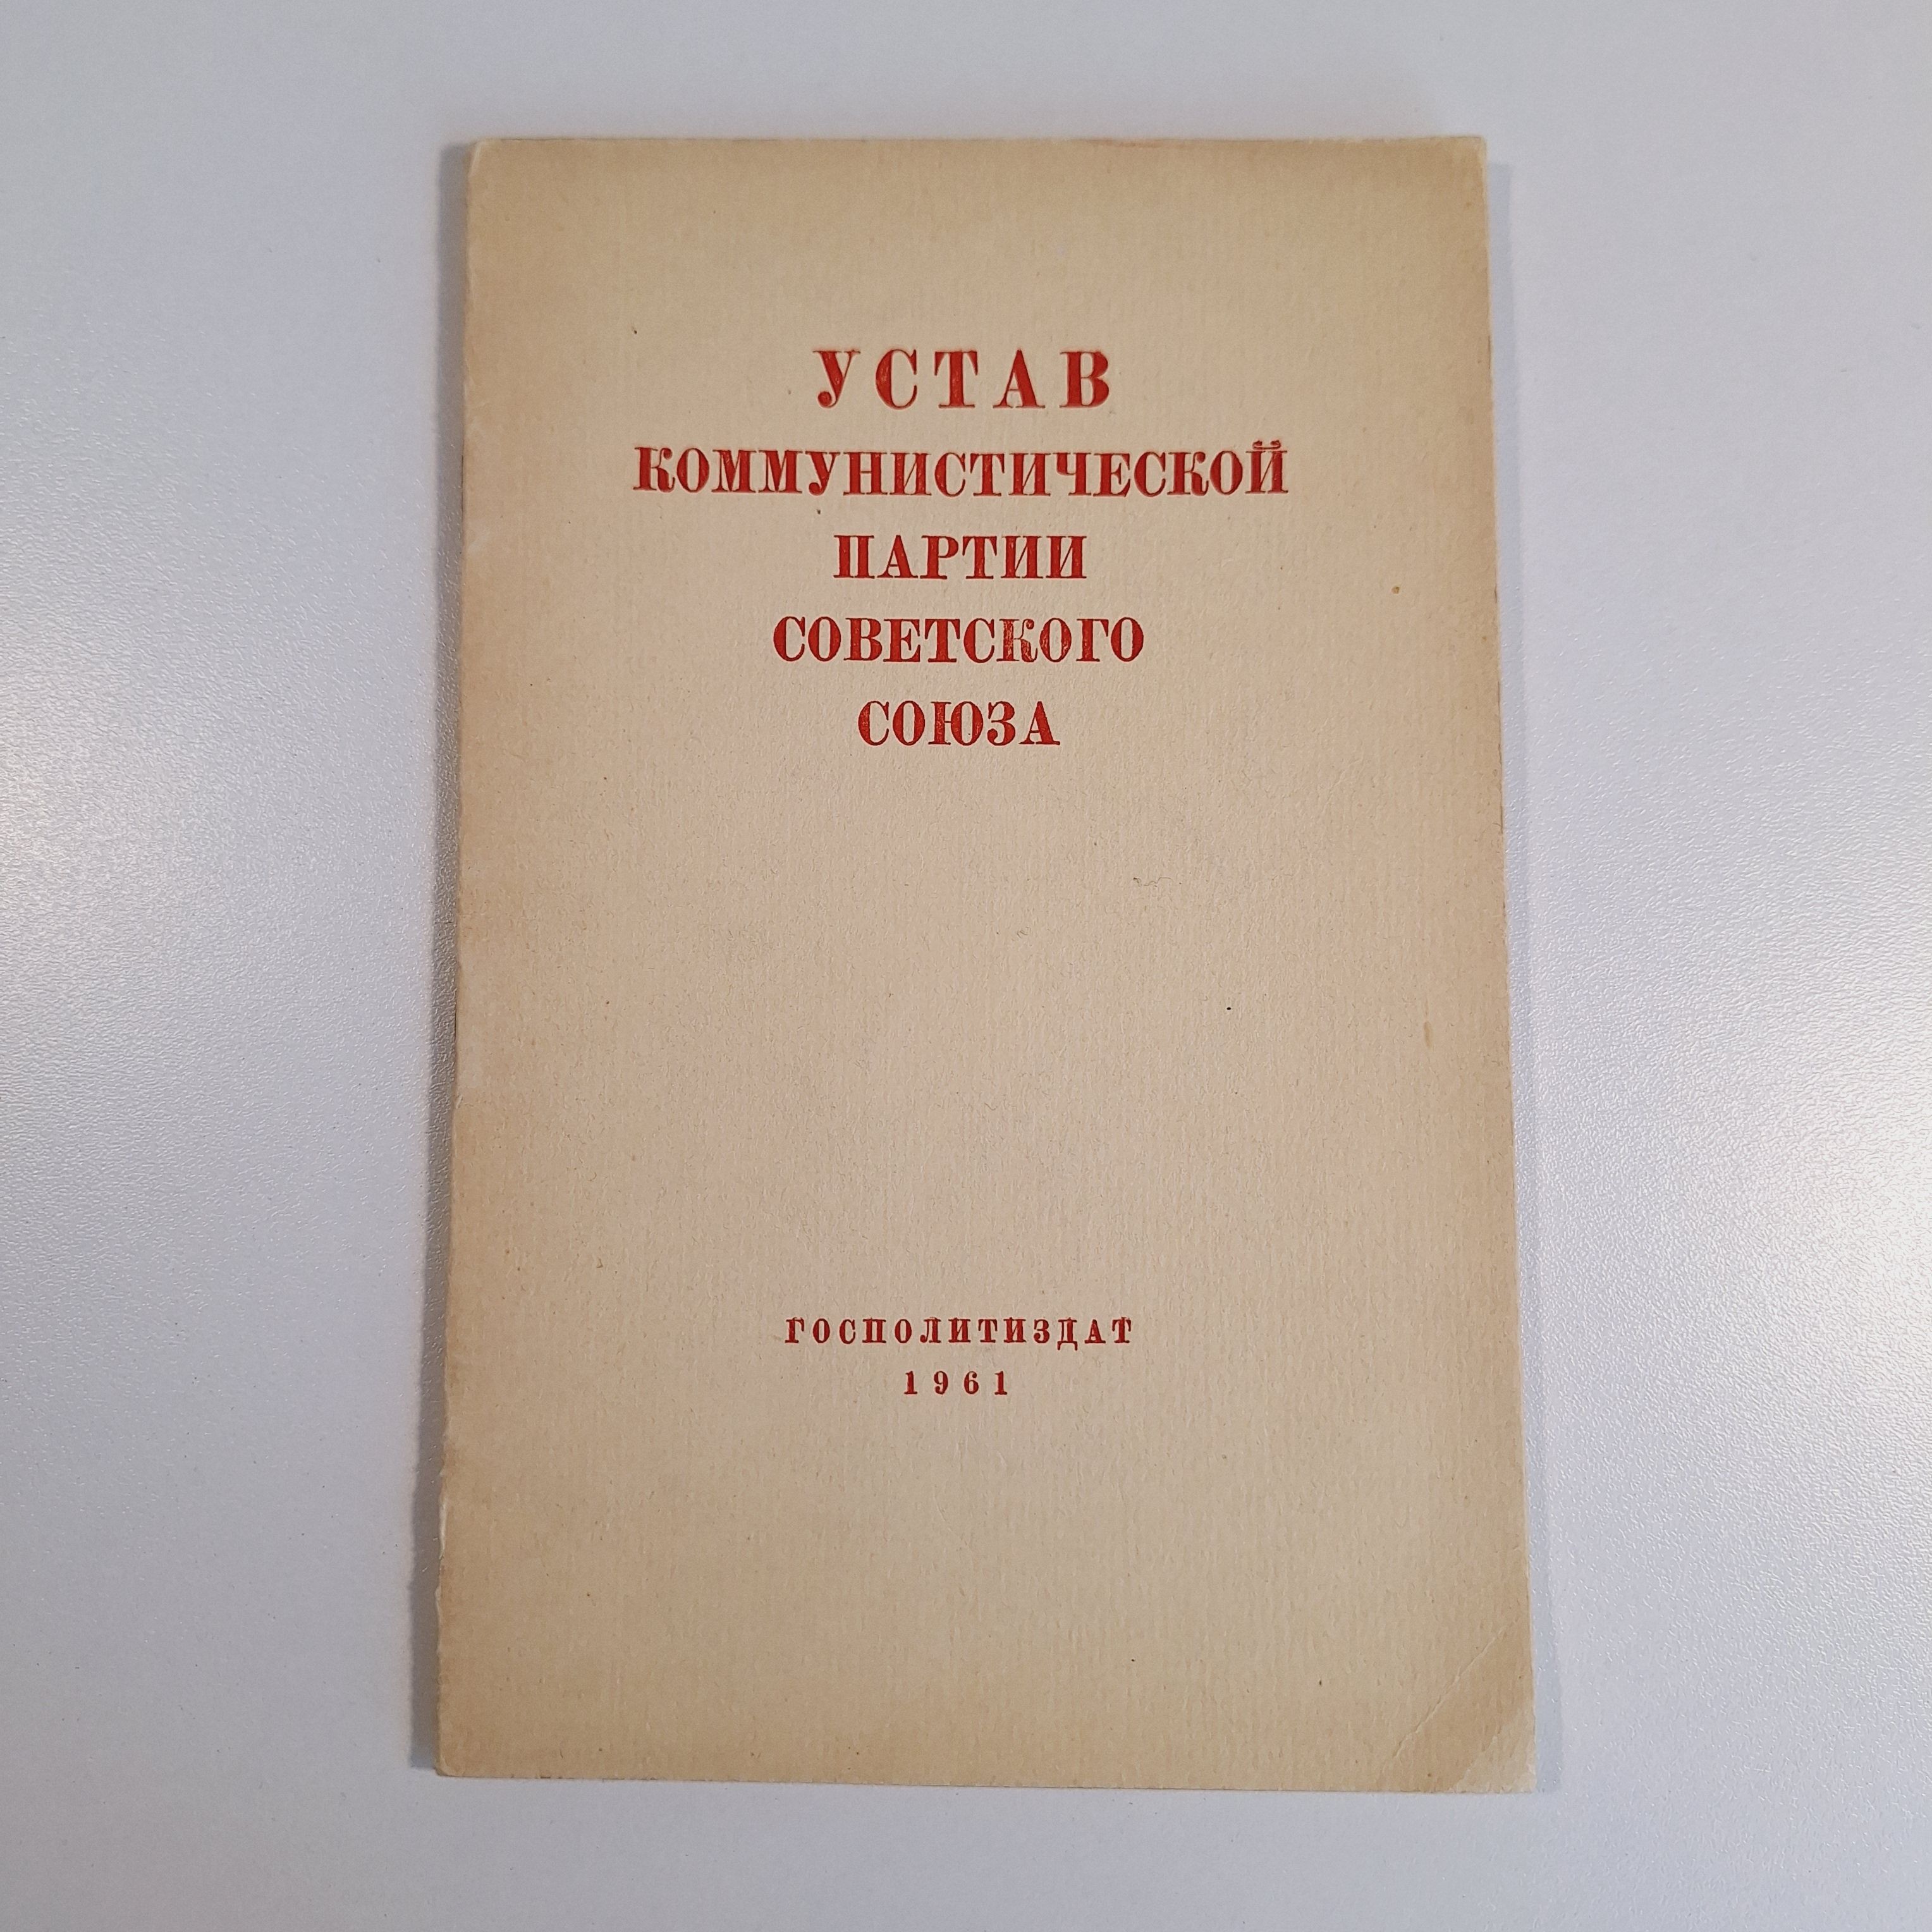 УСТАВ
КОММУНИСТИЧЕСКОЙ
ПАРТИИ
СОВЕТСКОГО
СОЮЗА
ГОСПОЛИТИЗДАТ
1961